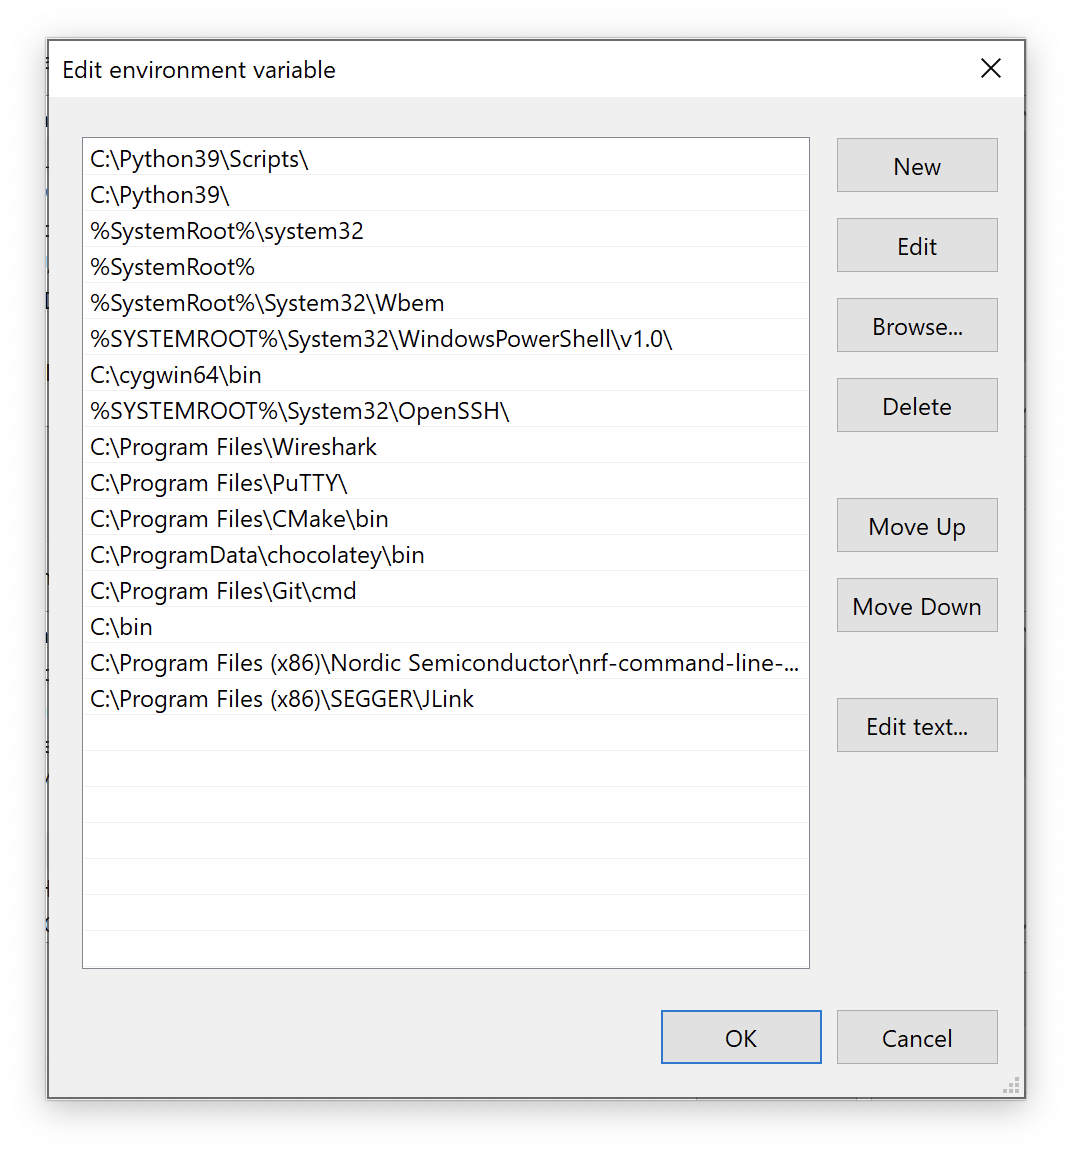 Edit environment variable
C:\Python39\Scripts\
New
C:\Python39\
%SystemRoot%\system32
Edit
%SystemRoot%
%SystemRoot%\System32\Wbem
Browse...
%SYSTEMROOT%\System32\WindowsPowerShell\v1.0\
C:\cygwin64\bin
%SYSTEMROOT%\System32\OpenSSH\
Delete
C:\Program Files\Wireshark
C:\Program Files\PuTTY\
C:\Program Files\CMake\bin
Move Up
C:\ProgramData\chocolatey\bin
C:\Program Files\Git\cmd
Move Down
C:\bin
C:\Program Files (x86)\Nordic Semiconductor\nrf-command-line-...
C:\Program Files (x86)\SEGGER\JLink
Edit text...
OK
Cancel